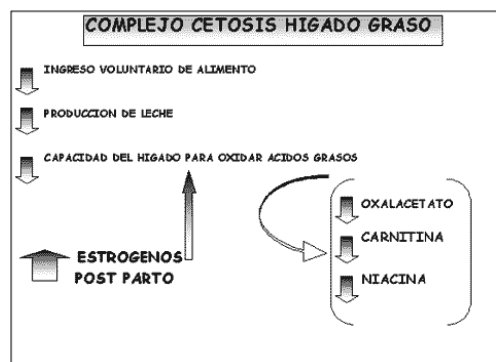 COMPLEJO CETOSIS HIGADO GRASO
INGRESO VOLUNTARIO DE ALIMENTO
PRODUCCION DE LECHE
CAPACIDAD DEL HIGADO PARA OXIDAR ACIDOS GRASOS
OXALACETATO
CARNITINA
NIACINA
ESTROGENOS
POST PARTO